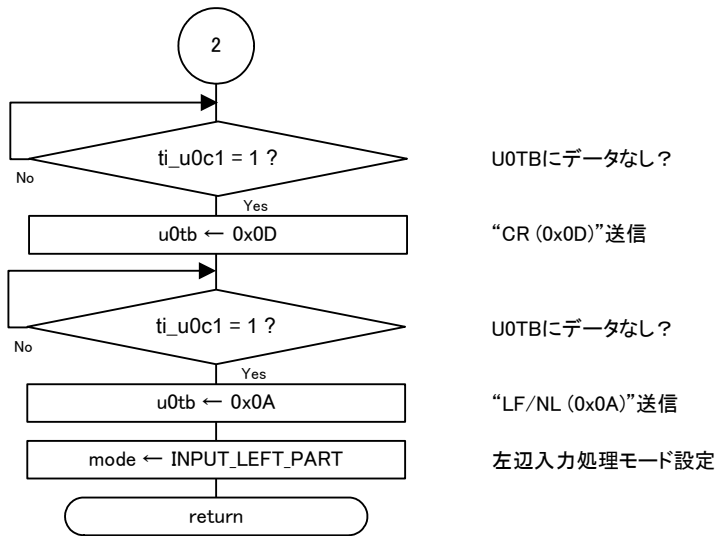 2
ti_u0c1 = 1 ? U0TBにデータなし?
No
Yes
u0tb ← 0x0D “CR (0x0D)”送信
ti_u0c1 = 1 ? U0TBにデータなし?
No
Yes
u0tb ← 0x0A “LF/NL (0x0A)”送信
mode ← INPUT_LEFT_PART 左辺入力処理モード設定
return